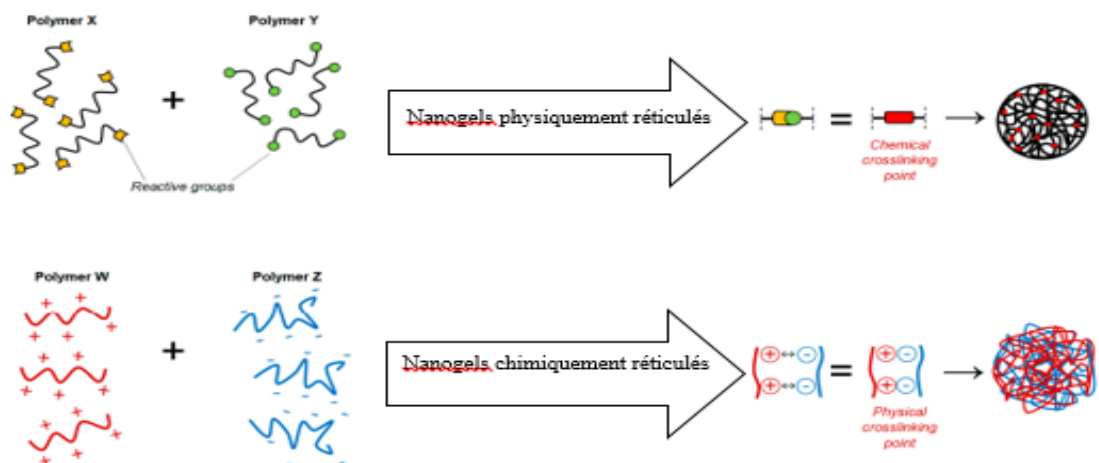 Polymer X
Polymer Y
+
Nanogels physiquement réticulés
=
Chemical
crosslinking
point
Reactive groups
Polymer W
Polymer Z
+
Nanogels chimiquement réticulés
=
Physical
crosslinking
point